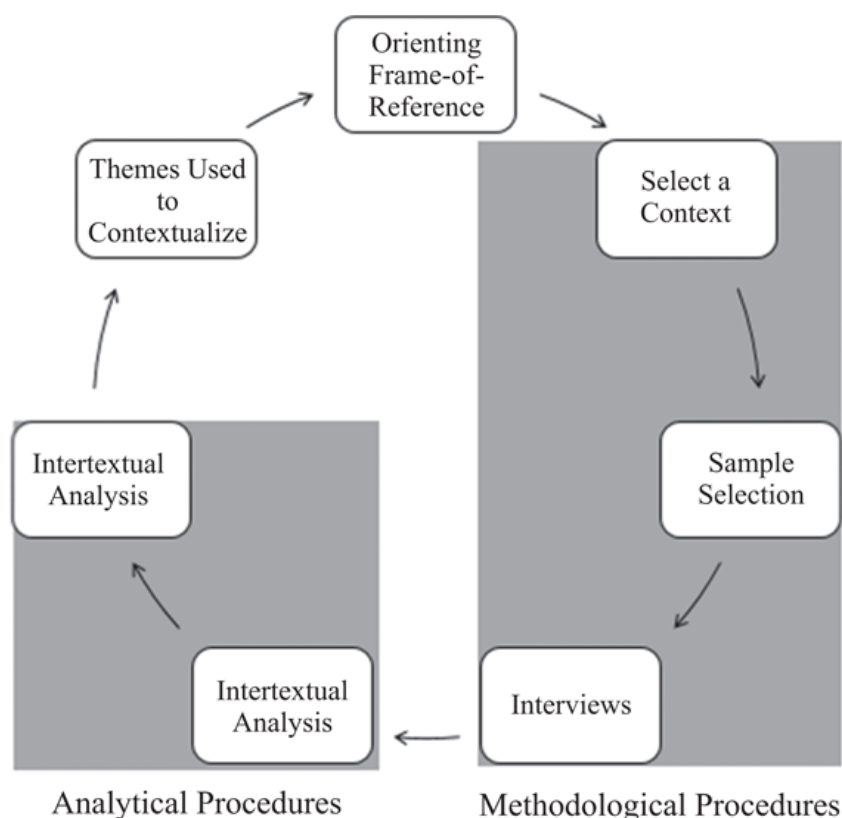 Orienting
Frame-of-
Reference
Themes Used
to
Contextualize
Select a
Context
Intertextual
Analysis
Sample
Selection
Intertextual
Analysis
Interviews
Analytical Procedures
Methodological Procedures